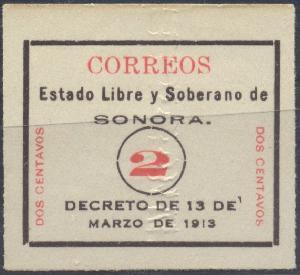 CORREOS
Estado Libre y Soberano de
SONORA.
DOS CENTAVOS
2
DOS CENTAVOS
DECRETO DE 13 DE
MARZO DE 1913